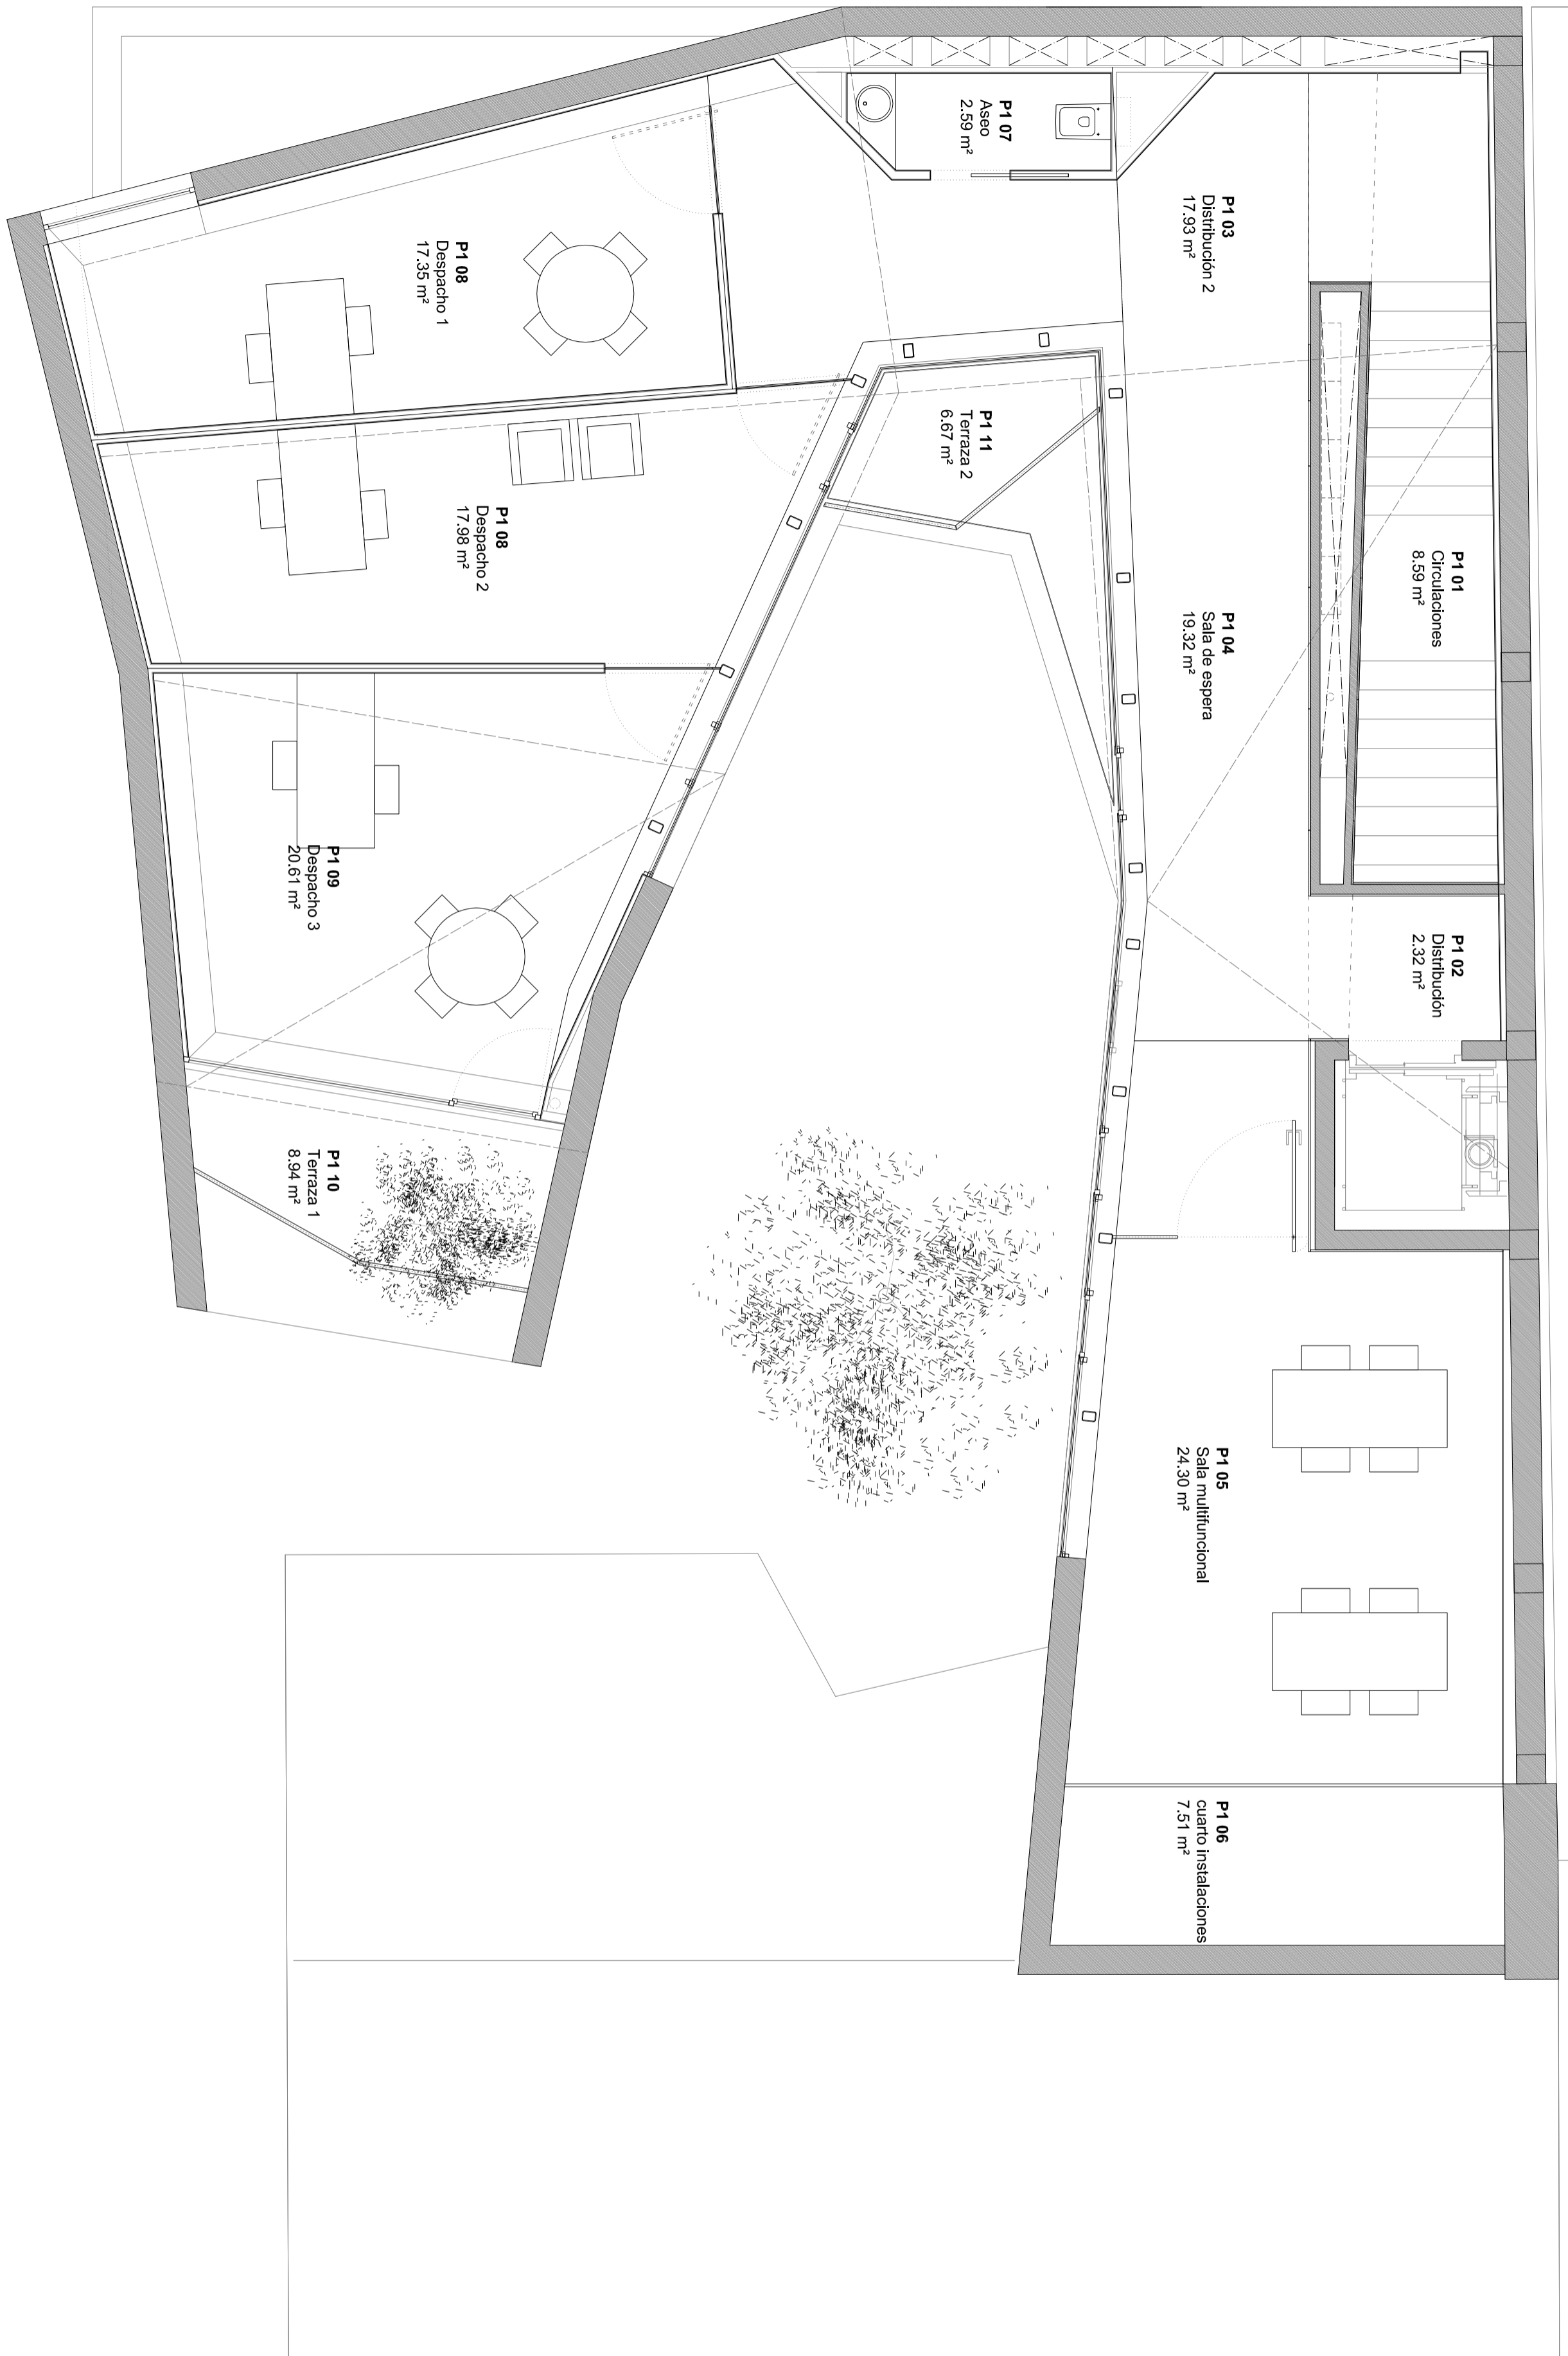 P1 01
Circulaciones
8.59 m²
P1 02
Distribución
2.32 m²
P1 03
Distribución 2
17.93 m²
P1 04
Sala de espera
19.32 m²
P1 05
Sala multifuncional
24.30 m²
P1 06
cuarto instalaciones
7.51 m²
P1 07
Aseo
2.59 m²
P1 11
Terraza 2
6.67 m²
P1 08
Despacho 1
17.35 m²
P1 08
Despacho 2
17.98 m²
P1 09
Despacho 3
20.61 m²
P1 10
Terraza 1
8.94 m²